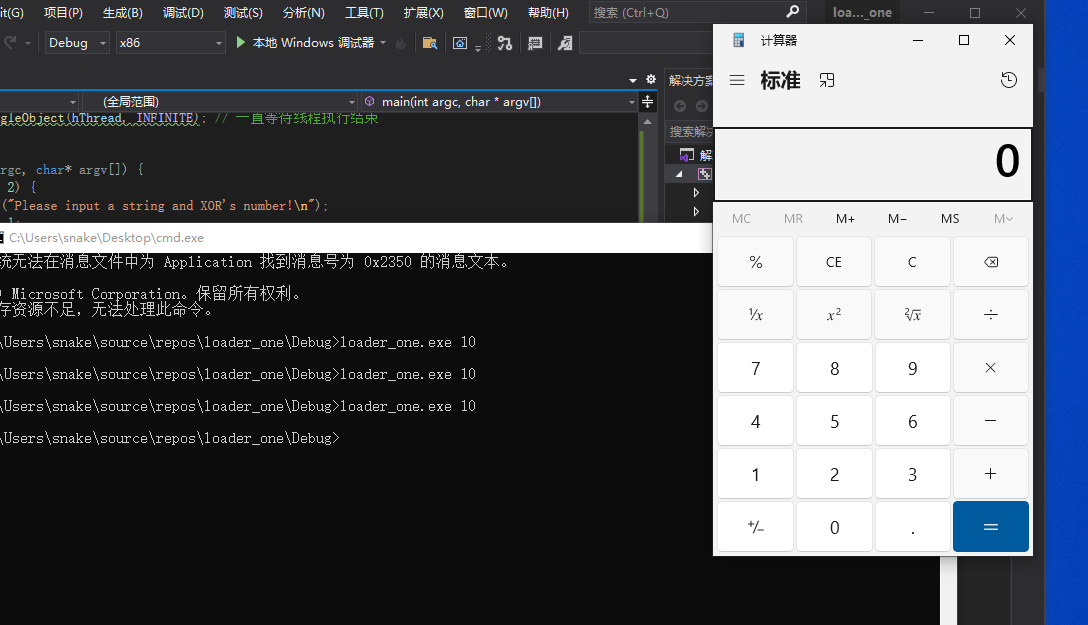 it(G) 项目(P) 生成(B) 调试(D) 测试(S) 分析(N) 工具(T) 扩展(X) 窗口(W) 帮助(H) 搜索 (Ctrl+Q) loa..._one
Debug x86 本地 Windows 调试器
解决方案
(全局范围) main(int argc, char * argv[])
gleObject(hThread, INFINITE); // 一直等待线程执行结束
搜索解决
解
rgc, char* argv[]) {
2) {
("Please input a string and XOR's number!\n");
C:\Users\snake\Desktop\cmd.exe
统无法在消息文件中为 Application 找到消息号为 0x2350 的消息文本。
Microsoft Corporation。保留所有权利。
存资源不足，无法处理此命令。
\Users\snake\source\repos\loader_one\Debug>loader_one.exe 10
\Users\snake\source\repos\loader_one\Debug>loader_one.exe 10
\Users\snake\source\repos\loader_one\Debug>loader_one.exe 10
\Users\snake\source\repos\loader_one\Debug>
计算器
标准
0
MC MR M+ M− MS M
% CE C
¹/x x² ²√x ÷
7 8 9 ×
4 5 6 −
1 2 3 +
+/− 0 . =